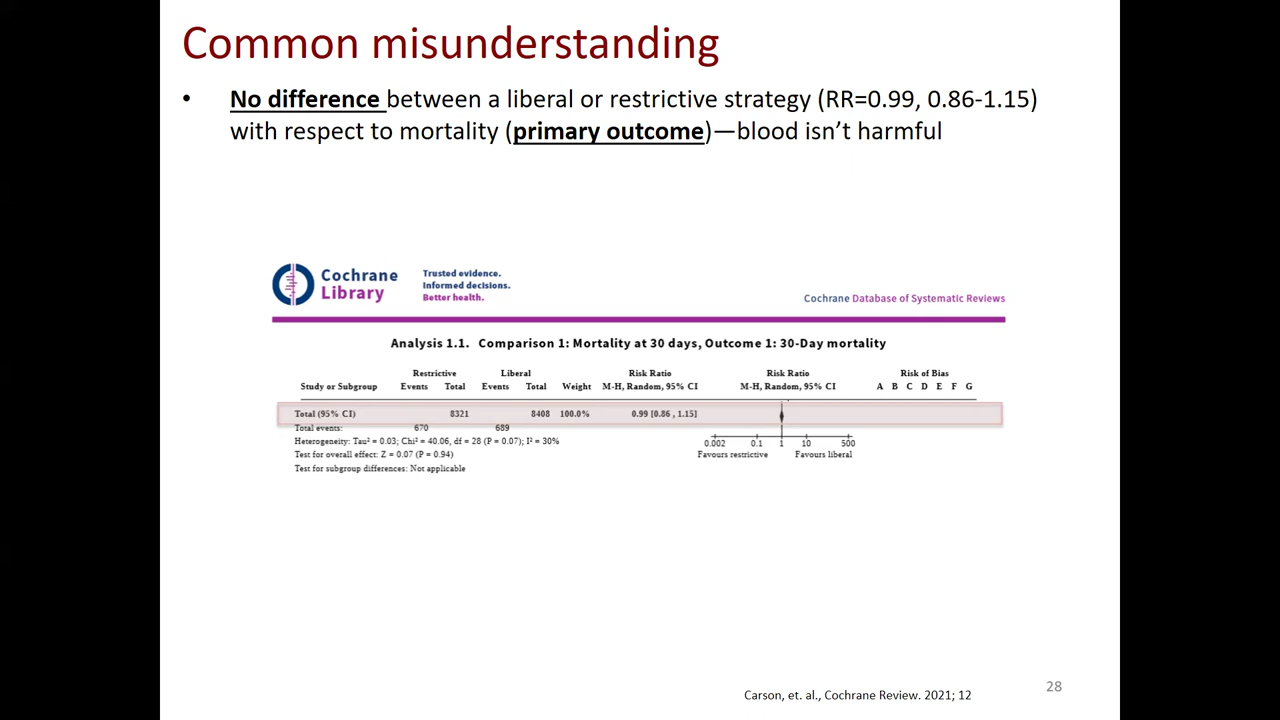 Common misunderstanding
• No difference between a liberal or restrictive strategy (RR=0.99, 0.86-1.15)
with respect to mortality (primary outcome)—blood isn’t harmful
Cochrane Library
Trusted evidence.
Informed decisions.
Better health.
Cochrane Database of Systematic Reviews
Analysis 1.1. Comparison 1: Mortality at 30 days, Outcome 1: 30-Day mortality
Restrictive Liberal Risk Ratio Risk Ratio Risk of Bias
Study or Subgroup Events Total Events Total Weight M-H, Random, 95% CI M-H, Random, 95% CI A B C D E F G
Total (95% CI) 8321 8408 100.0% 0.99 [0.86 , 1.15]
Total events: 670 689
Heterogeneity: Tau² = 0.03; Chi² = 40.06, df = 28 (P = 0.07); I² = 30%
0.002 0.1 1 10 500
Test for overall effect: Z = 0.07 (P = 0.94)
Favours restrictive Favours liberal
Test for subgroup differences: Not applicable
Carson, et. al., Cochrane Review. 2021; 12
28